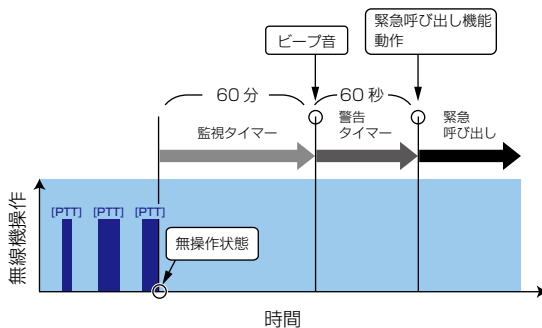 緊急呼び出し機能
動作
ビープ音
60分
60秒
監視タイマー
警告
タイマー
緊急
呼び出し
[PTT]
[PTT]
[PTT]
無操作状態
無線機操作
時間